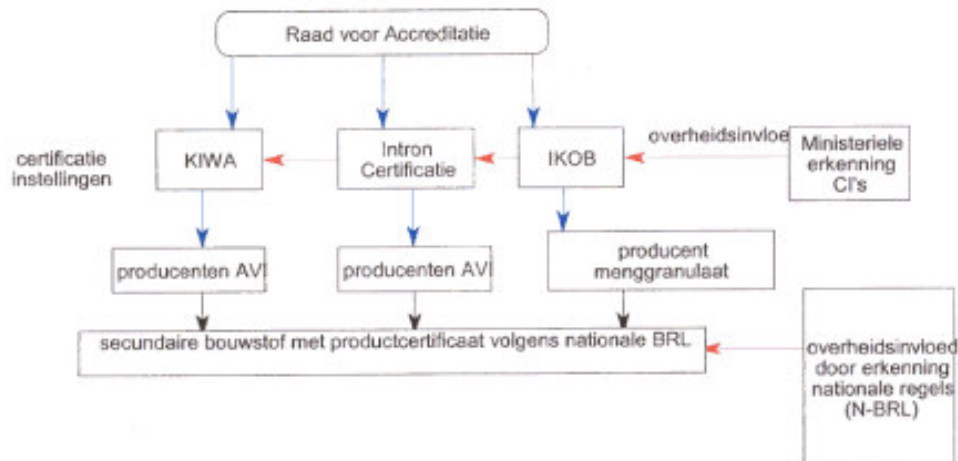 Raad voor Accreditatie
certificatie
instellingen
KIWA
Intron
Certificatie
IKOB
overheidsinvloe
Ministeriele
erkenning
CI's
producenten AVI
producenten AVI
producent
menggranulaat
secundaire bouwstof met productcertificaat volgens nationale BRL
overheidsinvloed
door erkenning
nationale regels
(N-BRL)